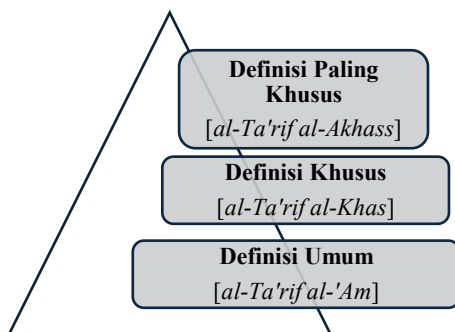 Definisi Paling
Khusus
[al-Ta'rif al-Akhass]
Definisi Khusus
[al-Ta'rif al-Khas]
Definisi Umum
[al-Ta'rif al-'Am]